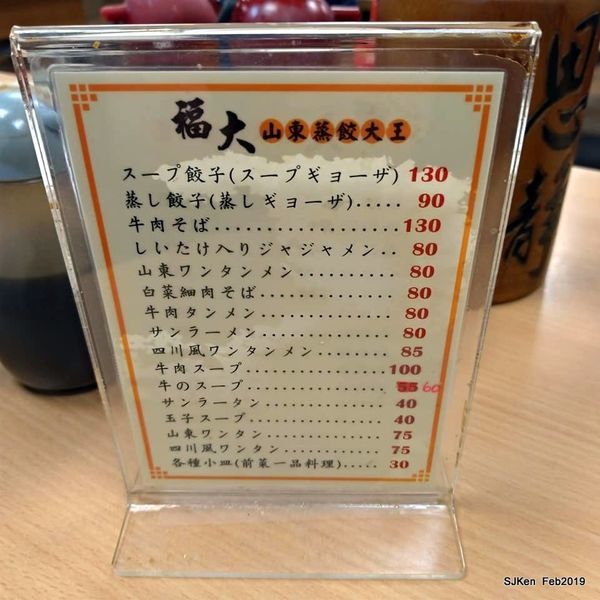 福大 山東蒸餃大王
スープ餃子(スープギョーザ) 130
蒸し餃子(蒸しギョーザ)..... 90
牛肉そば..................130
しいたけ入りジャジャメン.. 80
山東ワンタンメン.......... 80
白菜細肉そば.............. 80
牛肉タンメン.............. 80
サンラーメン.............. 80
四川風ワンタンメン........ 85
牛肉スープ................100
牛のスープ 55 60
サンラータン.............. 40
玉子スープ................ 40
山東ワンタン.............. 75
四川風ワンタン............ 75
各種小皿(前菜一品料理)..... 30
SJKen Feb2019